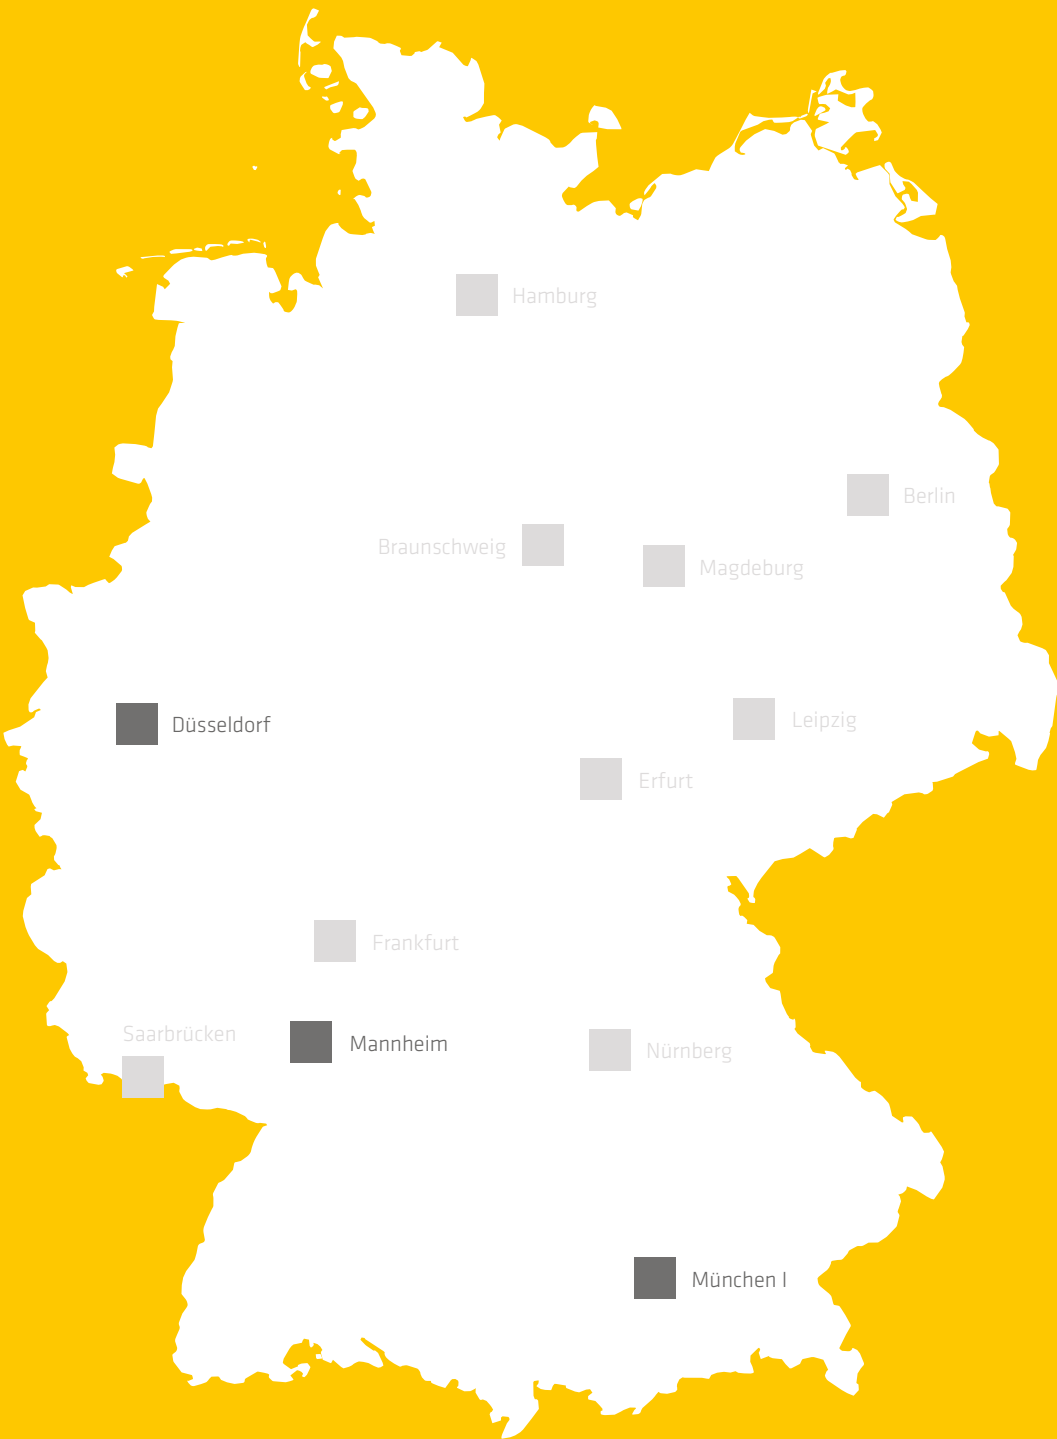 Hamburg
Berlin
Braunschweig
Magdeburg
Leipzig
Düsseldorf
Erfurt
Frankfurt
Saarbrücken
Mannheim
Nürnberg
München I